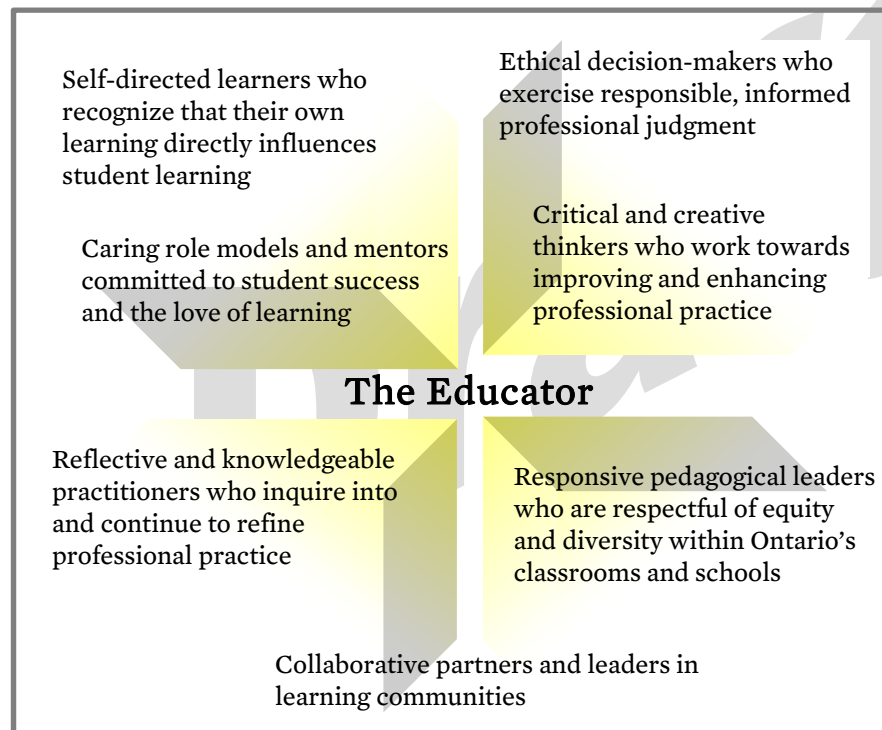 Self-directed learners who
recognize that their own
learning directly influences
student learning
Ethical decision-makers who
exercise responsible, informed
professional judgment
Caring role models and mentors
committed to student success
and the love of learning
Critical and creative
thinkers who work towards
improving and enhancing
professional practice
The Educator
Reflective and knowledgeable
practitioners who inquire into
and continue to refine
professional practice
Responsive pedagogical leaders
who are respectful of equity
and diversity within Ontario’s
classrooms and schools
Collaborative partners and leaders in
learning communities